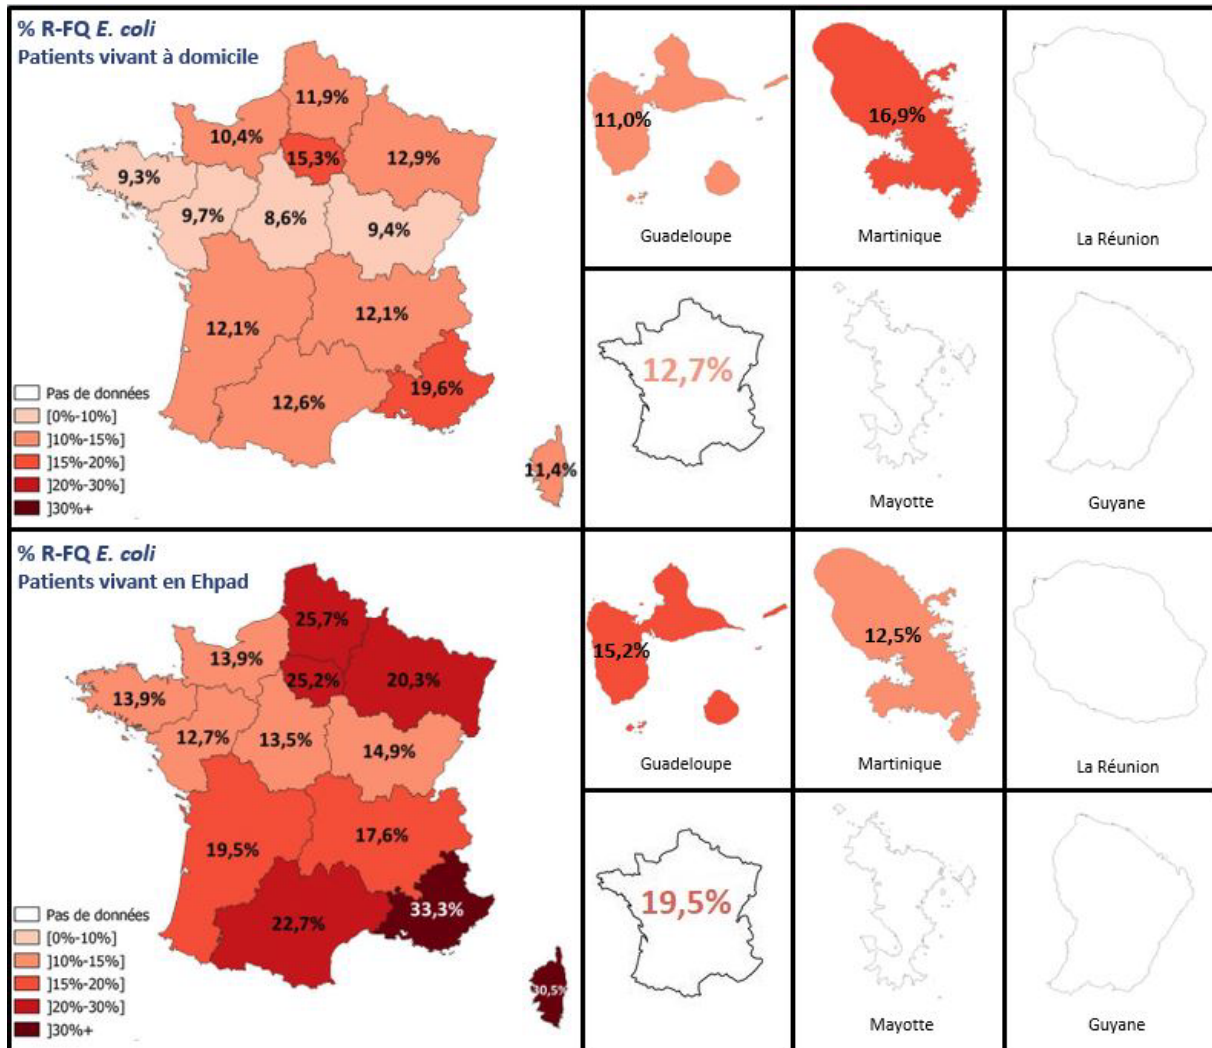 % R-FQ E. coli
Patients vivant à domicile
11,9%
10,4%
15,3%
12,9%
9,3%
9,7%
8,6%
9,4%
12,1%
12,1%
12,6%
19,6%
11,4%
Pas de données
[0%-10%]
]10%-15%]
]15%-20%]
]20%-30%]
]30%+
11,0%
Guadeloupe
16,9%
Martinique
La Réunion
12,7%
Mayotte
Guyane
% R-FQ E. coli
Patients vivant en Ehpad
25,7%
13,9%
25,2%
20,3%
13,9%
12,7%
13,5%
14,9%
19,5%
17,6%
22,7%
33,3%
30,5%
Pas de données
[0%-10%]
]10%-15%]
]15%-20%]
]20%-30%]
]30%+
15,2%
Guadeloupe
12,5%
Martinique
La Réunion
19,5%
Mayotte
Guyane